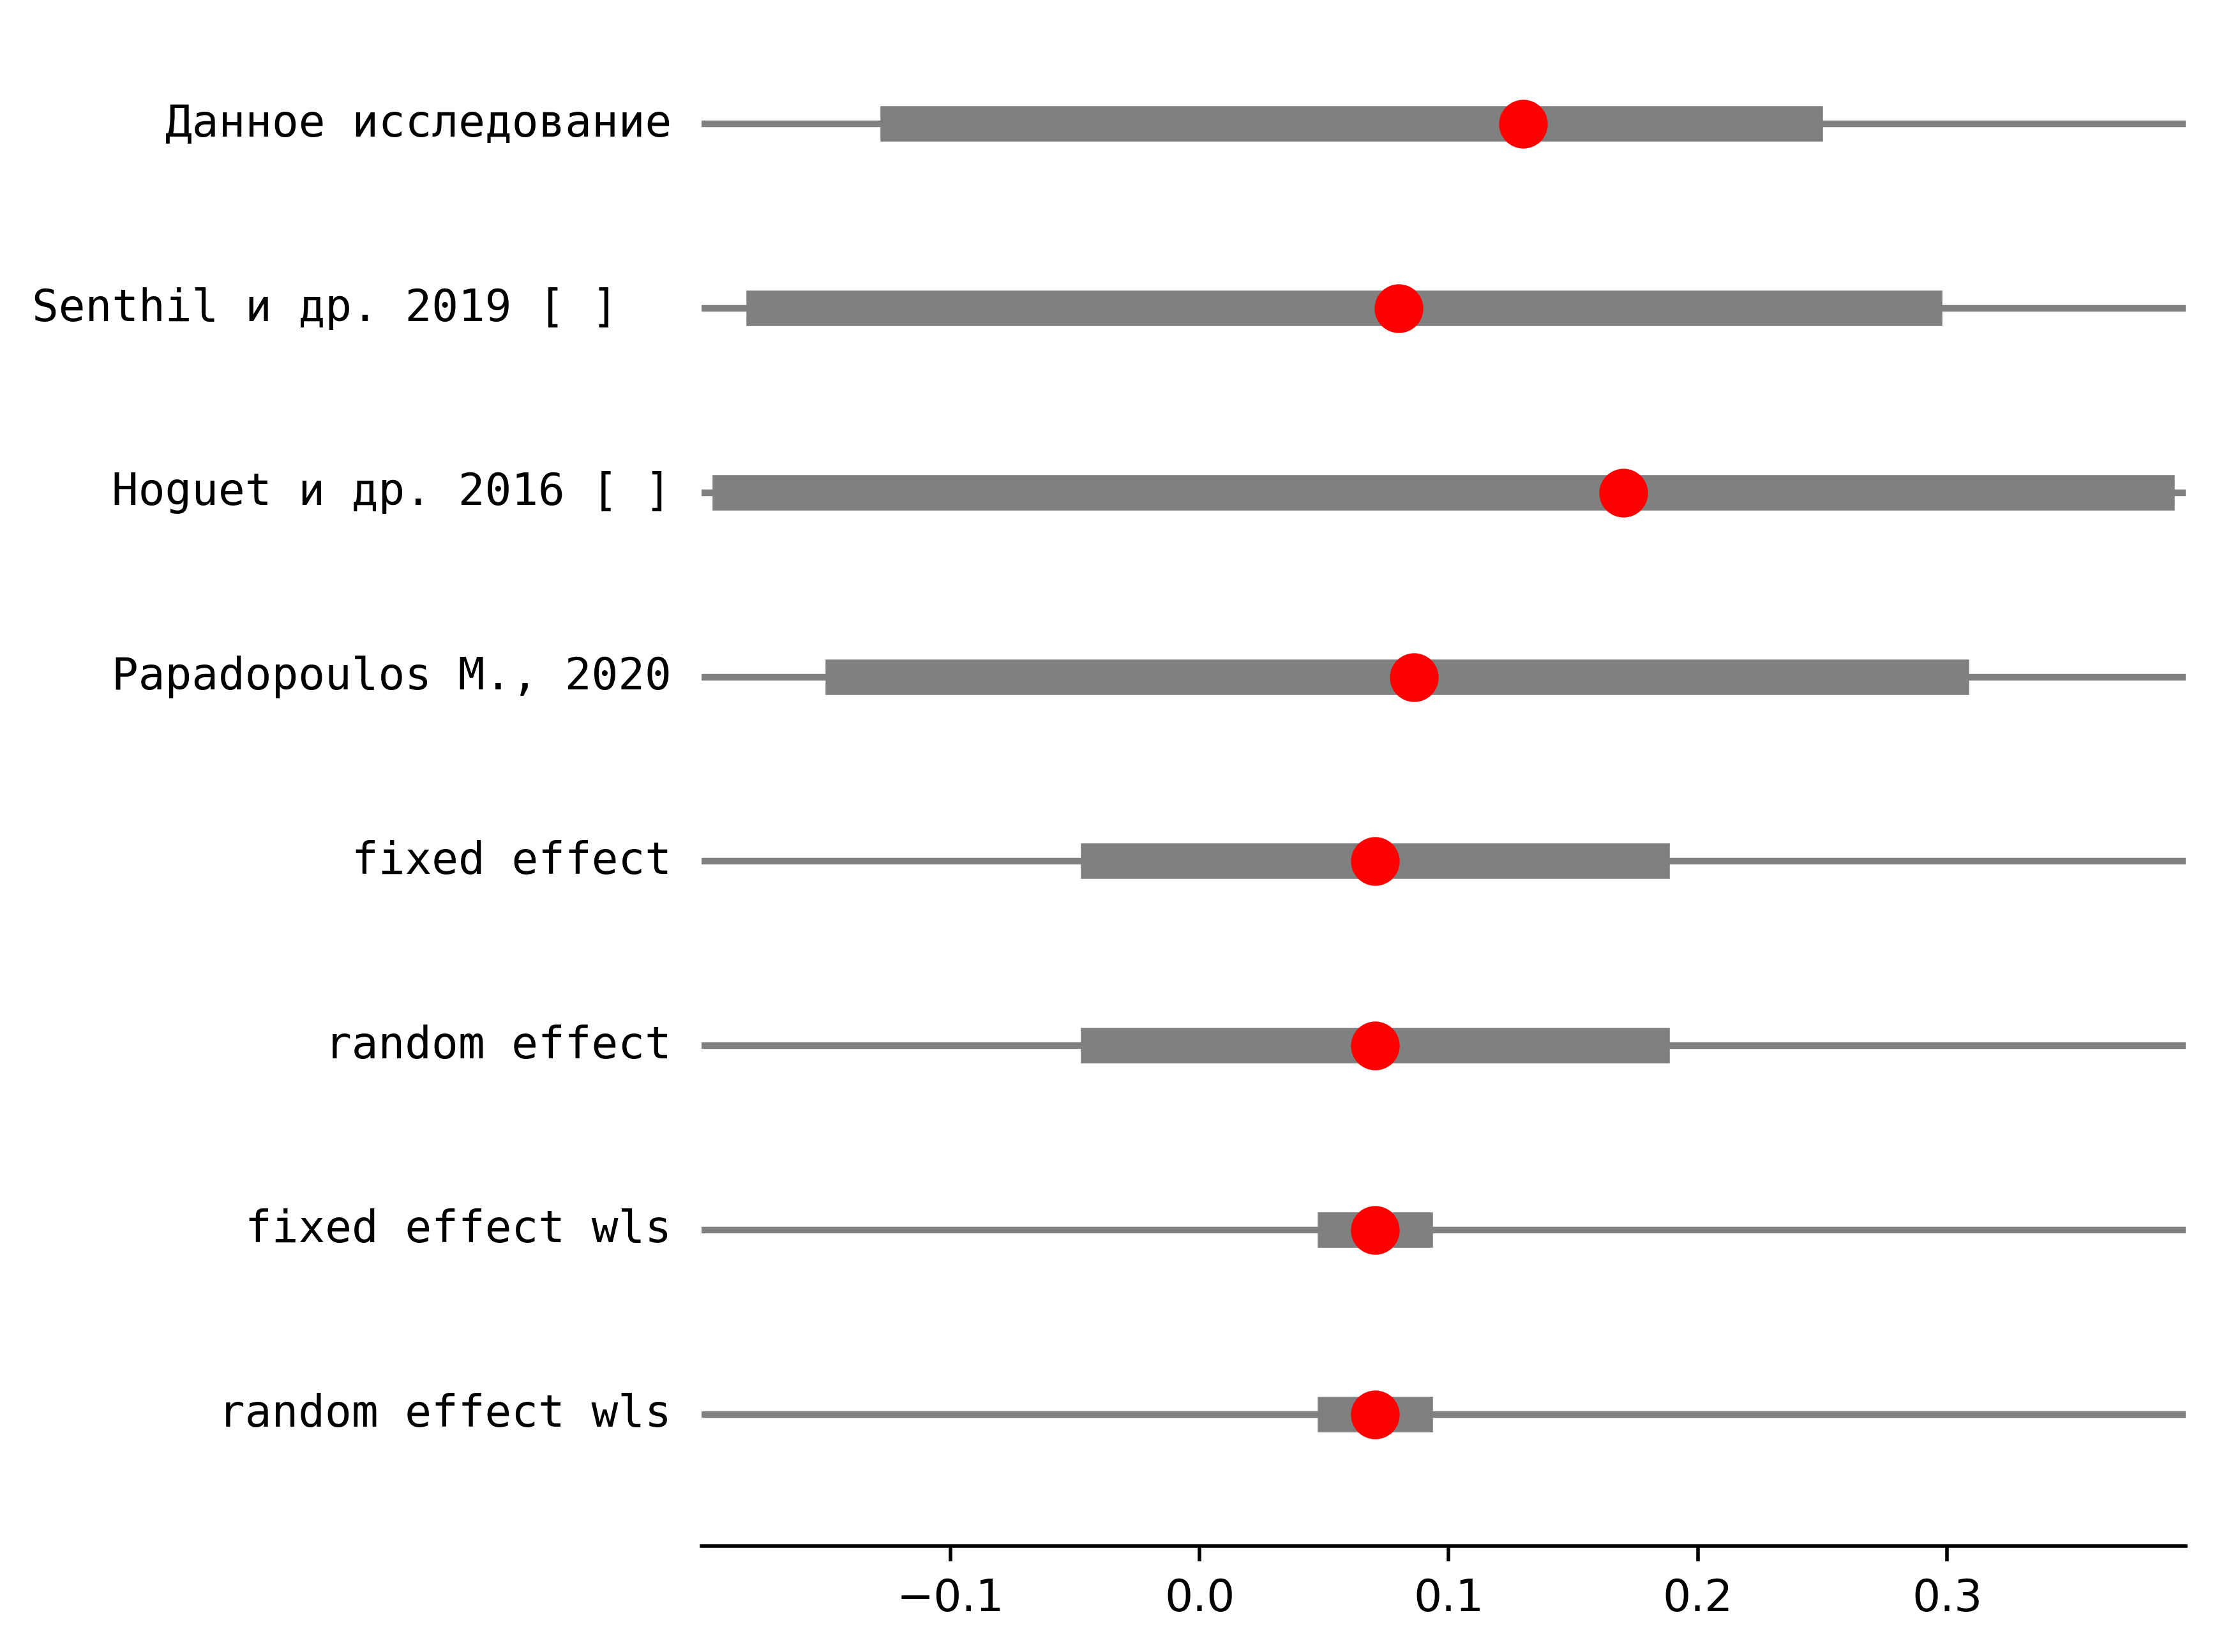 Данное исследование
Senthil и др. 2019 [ ]
Hoguet и др. 2016 [ ]
Papadopoulos M., 2020
fixed effect
random effect
fixed effect wls
random effect wls
−0.1 0.0 0.1 0.2 0.3